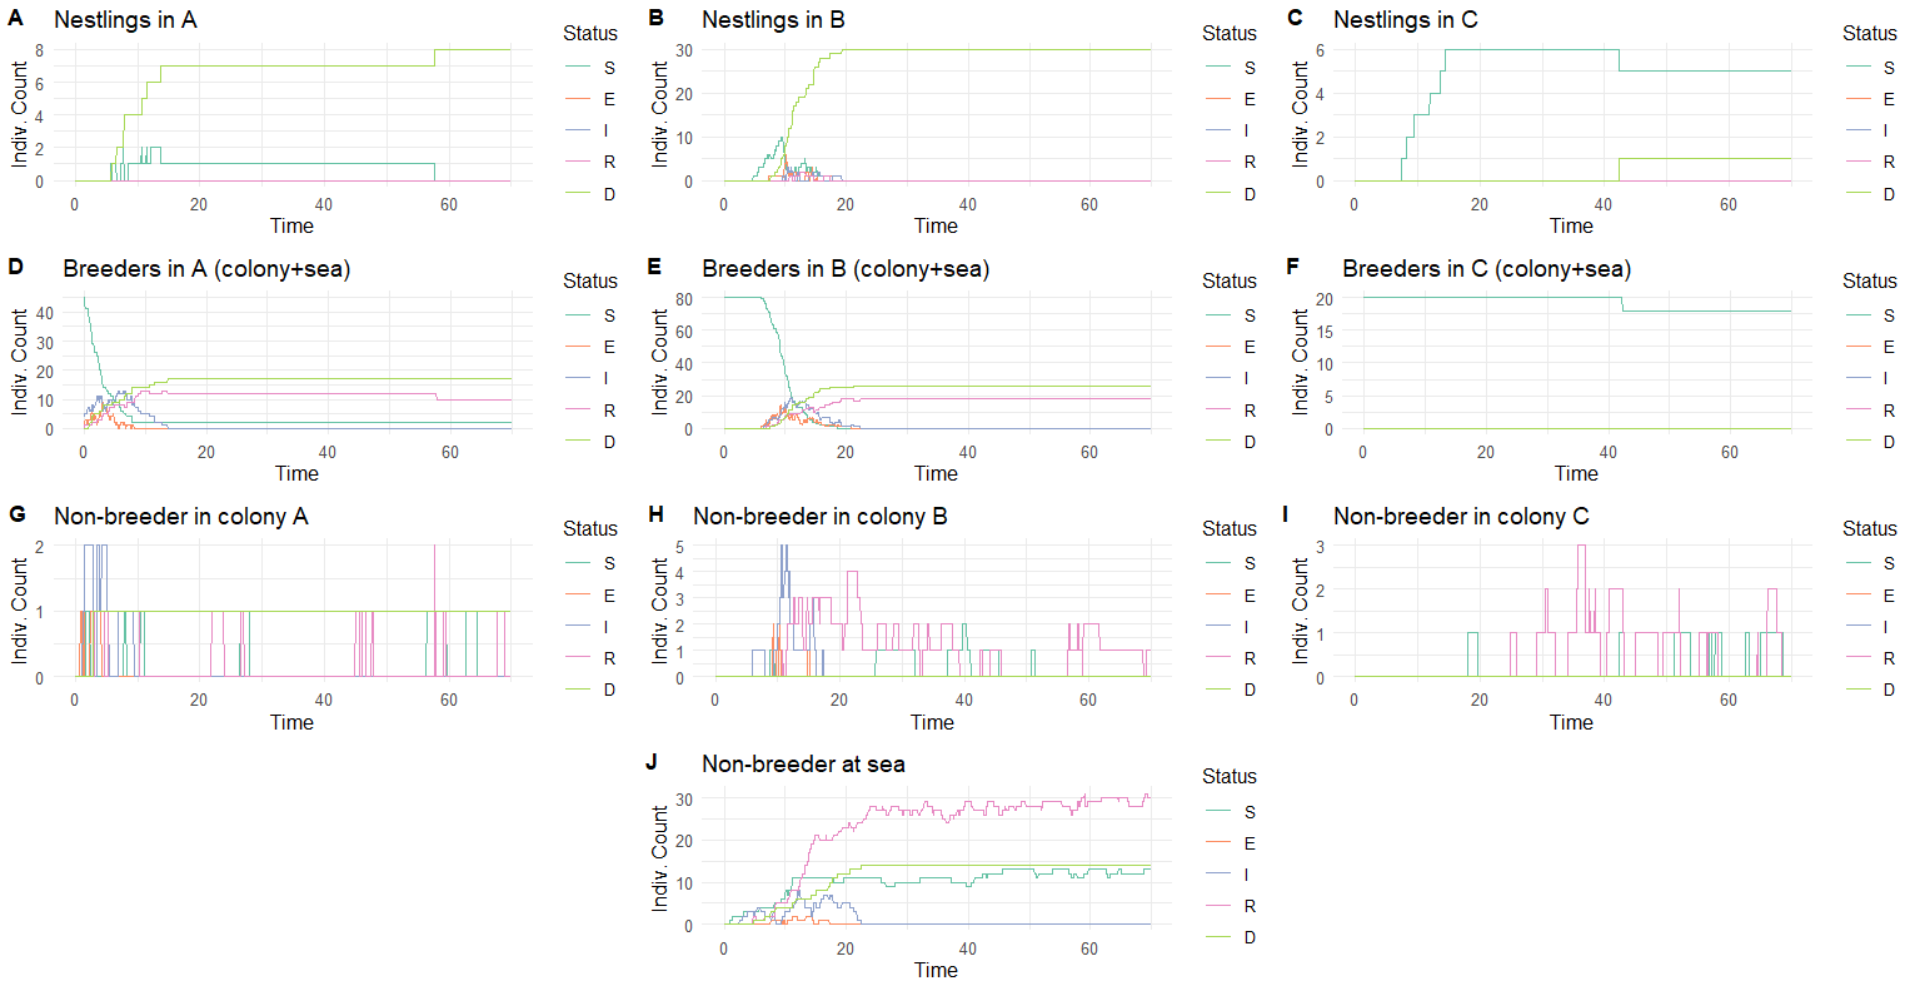 A Nestlings in A
Indiv. Count
8
6
4
2
0
0 20 40 60
Time
Status
S
E
I
R
D
B Nestlings in B
Indiv. Count
30
20
10
0
0 20 40 60
Time
Status
S
E
I
R
D
C Nestlings in C
Indiv. Count
6
4
2
0
0 20 40 60
Time
Status
S
E
I
R
D
D Breeders in A (colony+sea)
Indiv. Count
40
30
20
10
0
0 20 40 60
Time
Status
S
E
I
R
D
E Breeders in B (colony+sea)
Indiv. Count
80
60
40
20
0
0 20 40 60
Time
Status
S
E
I
R
D
F Breeders in C (colony+sea)
Indiv. Count
20
15
10
5
0
0 20 40 60
Time
Status
S
E
I
R
D
G Non-breeder in colony A
Indiv. Count
2
1
0
0 20 40 60
Time
Status
S
E
I
R
D
H Non-breeder in colony B
Indiv. Count
5
4
3
2
1
0
0 20 40 60
Time
Status
S
E
I
R
D
I Non-breeder in colony C
Indiv. Count
3
2
1
0
0 20 40 60
Time
Status
S
E
I
R
D
J Non-breeder at sea
Indiv. Count
30
20
10
0
0 20 40 60
Time
Status
S
E
I
R
D